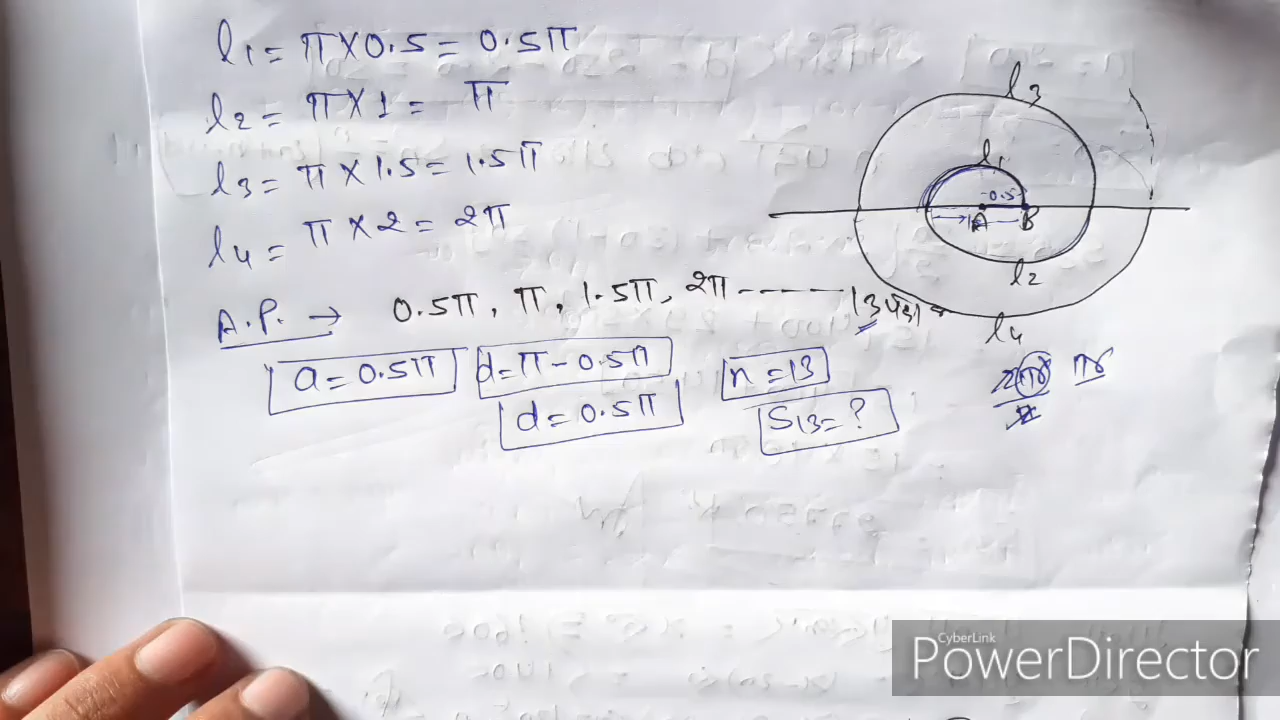 l1 = π×0.5 = 0.5π
l2 = π×1 = π
l3 = π×1.5 = 1.5π
l4 = π×2 = 2π
A.P. → 0.5π, π, 1.5π, 2π ------ 13
a = 0.5π d = π - 0.5π n = 13
d = 0.5π S13 = ?
l3
l1
0.5
A B
l2
l4
2πr πr
2
CyberLink
PowerDirector